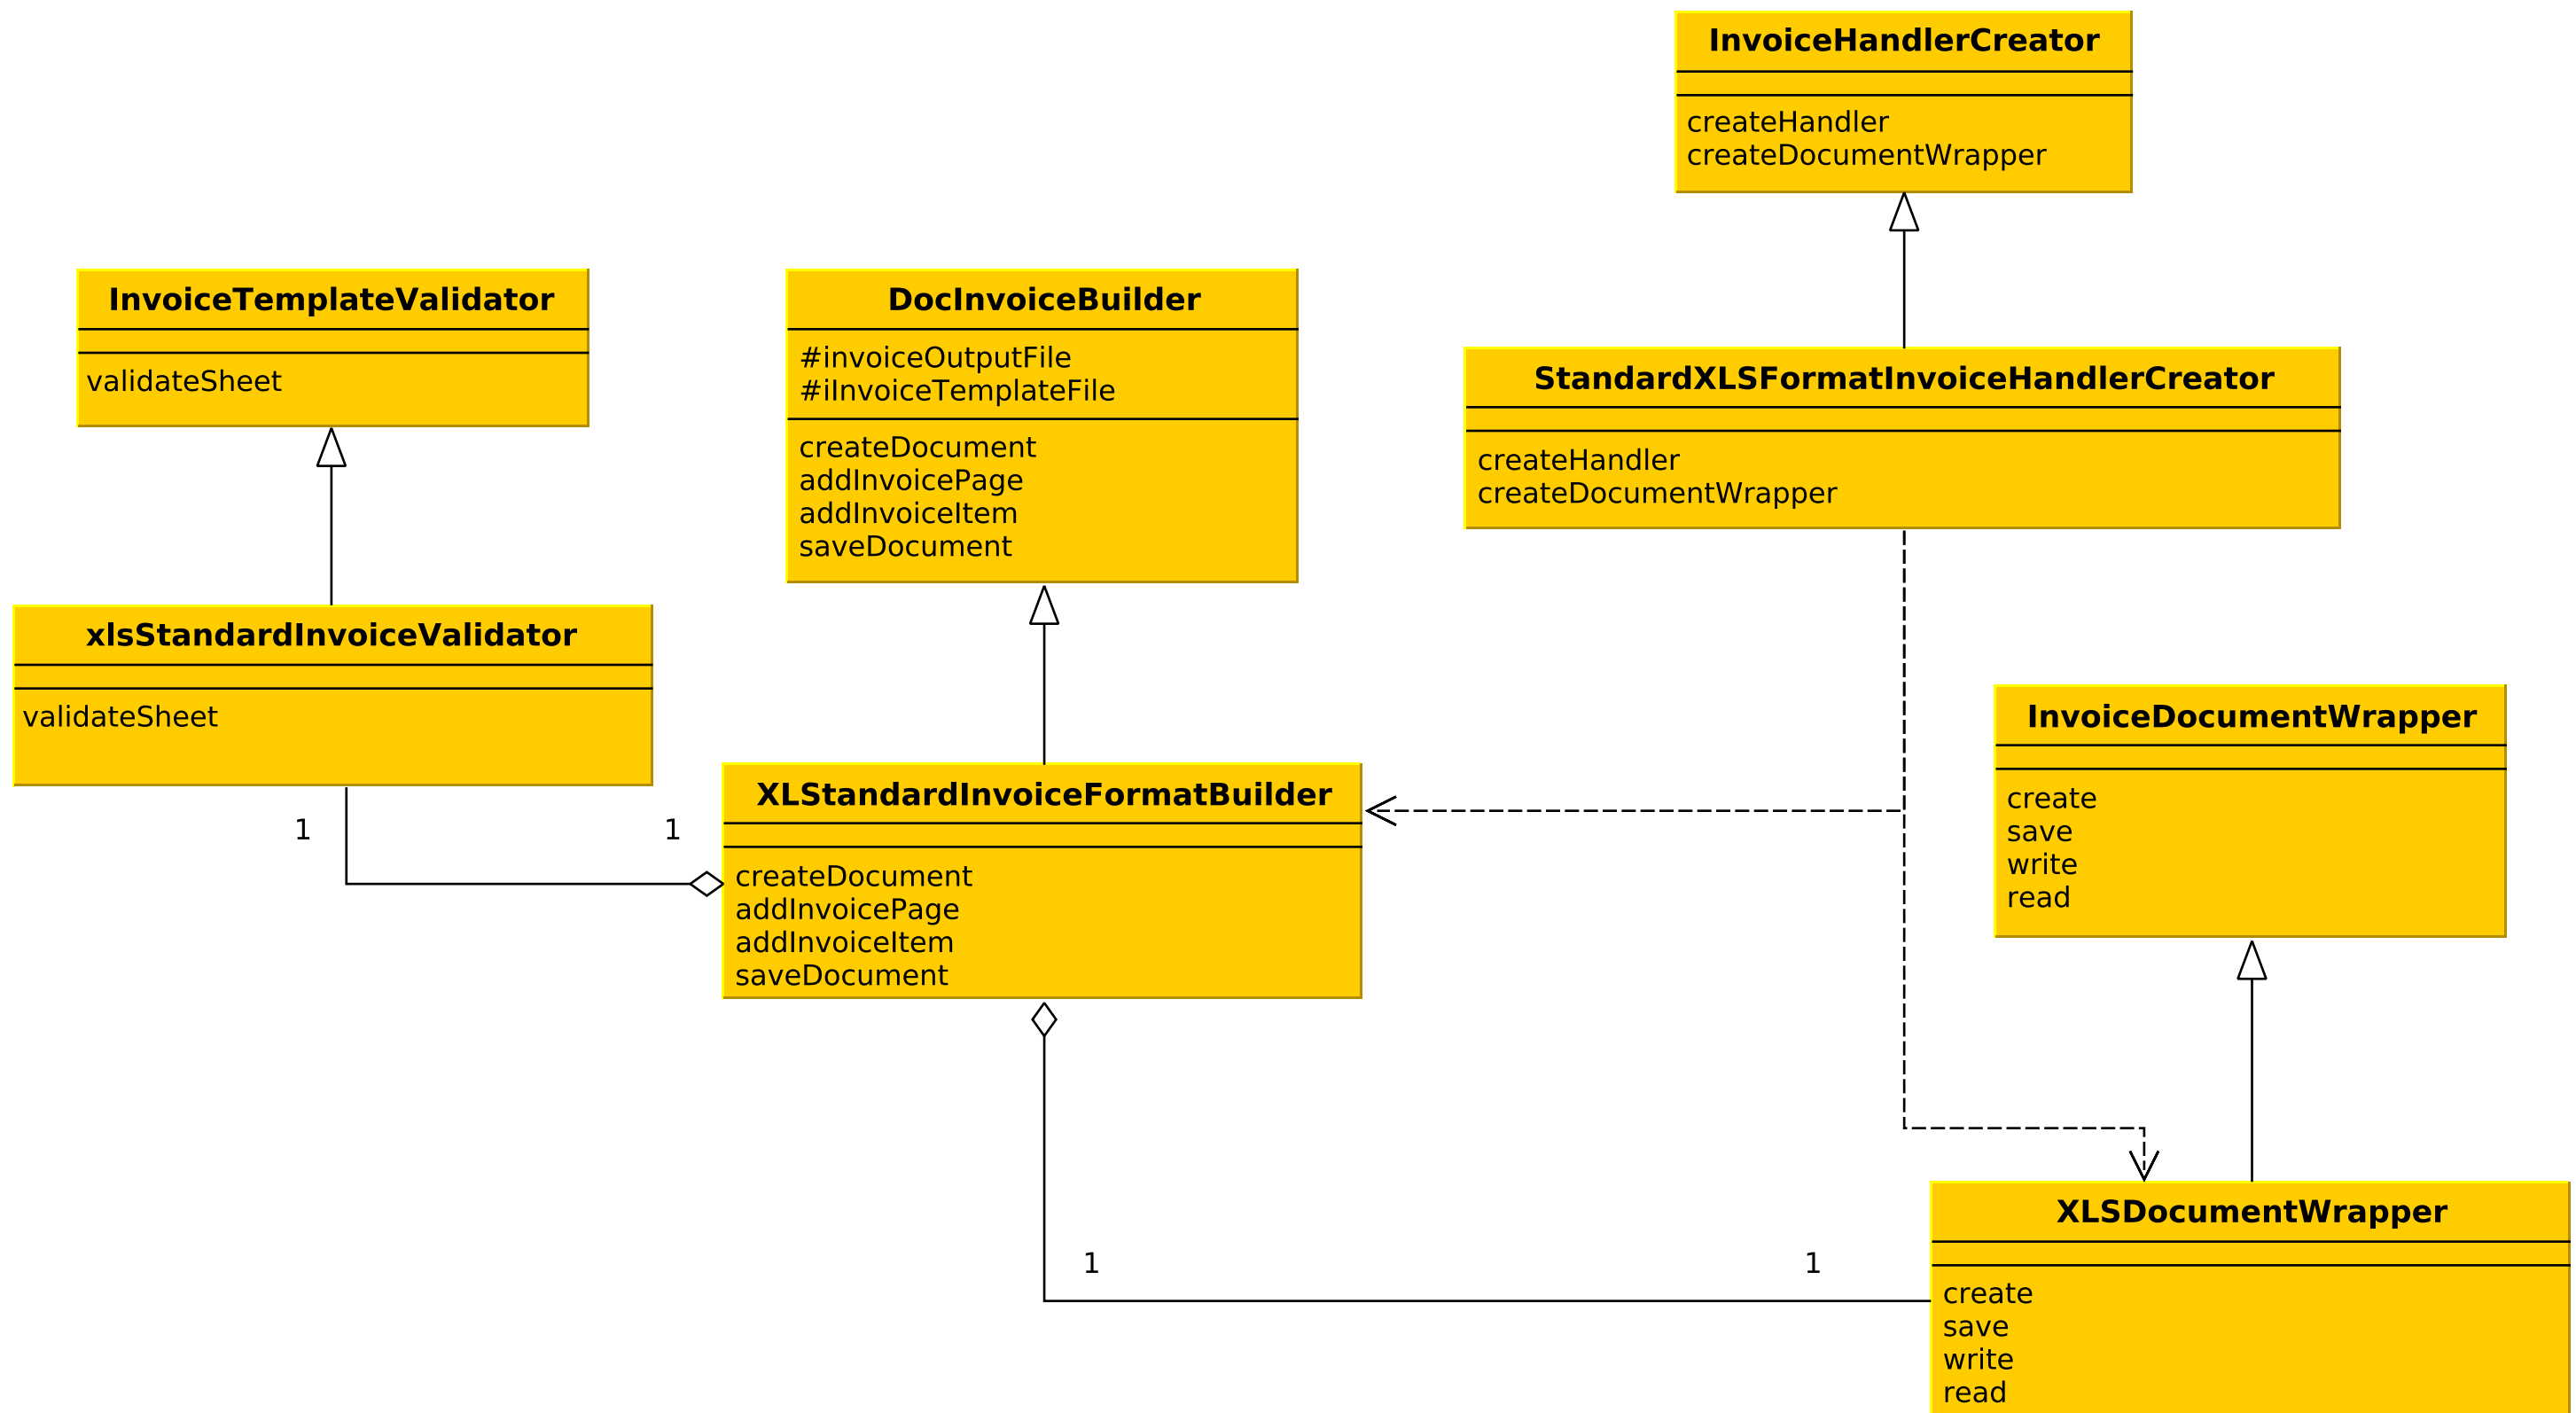 InvoiceHandlerCreator
createHandler
createDocumentWrapper
InvoiceTemplateValidator
validateSheet
DocInvoiceBuilder
#invoiceOutputFile
#iInvoiceTemplateFile
createDocument
addInvoicePage
addInvoiceItem
saveDocument
StandardXLSFormatInvoiceHandlerCreator
createHandler
createDocumentWrapper
xlsStandardInvoiceValidator
validateSheet
1
1
XLStandardInvoiceFormatBuilder
createDocument
addInvoicePage
addInvoiceItem
saveDocument
InvoiceDocumentWrapper
create
save
write
read
1
1
XLSDocumentWrapper
create
save
write
read